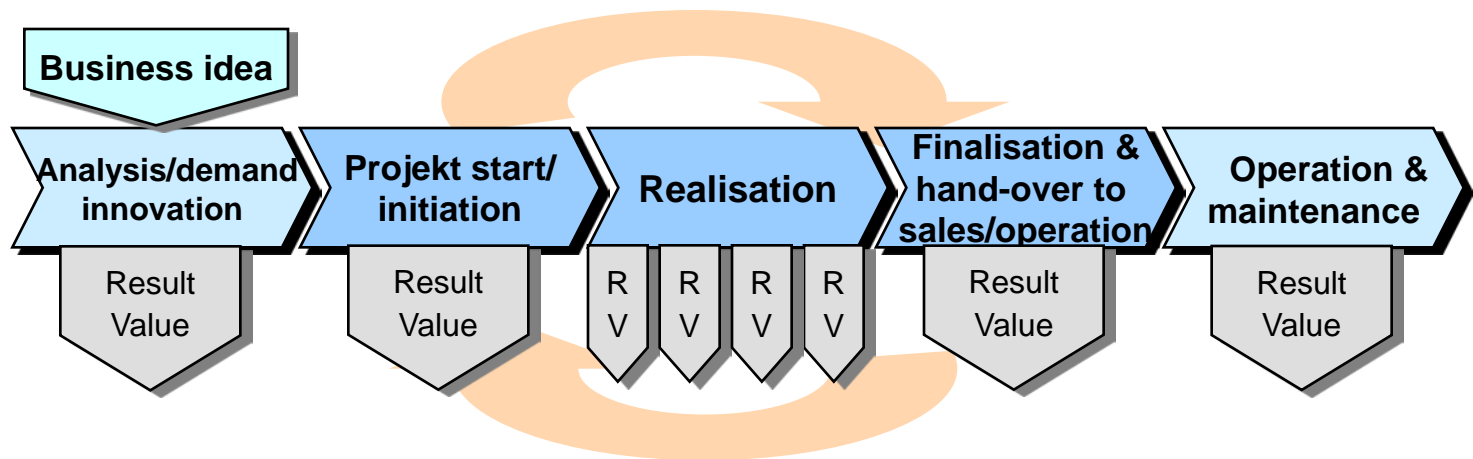 Business idea
Analysis/demand
innovation
Projekt start/
initiation
Realisation
Finalisation &
hand-over to
sales/operation
Operation &
maintenance
Result
Value
Result
Value
R
V
R
V
R
V
R
V
Result
Value
Result
Value